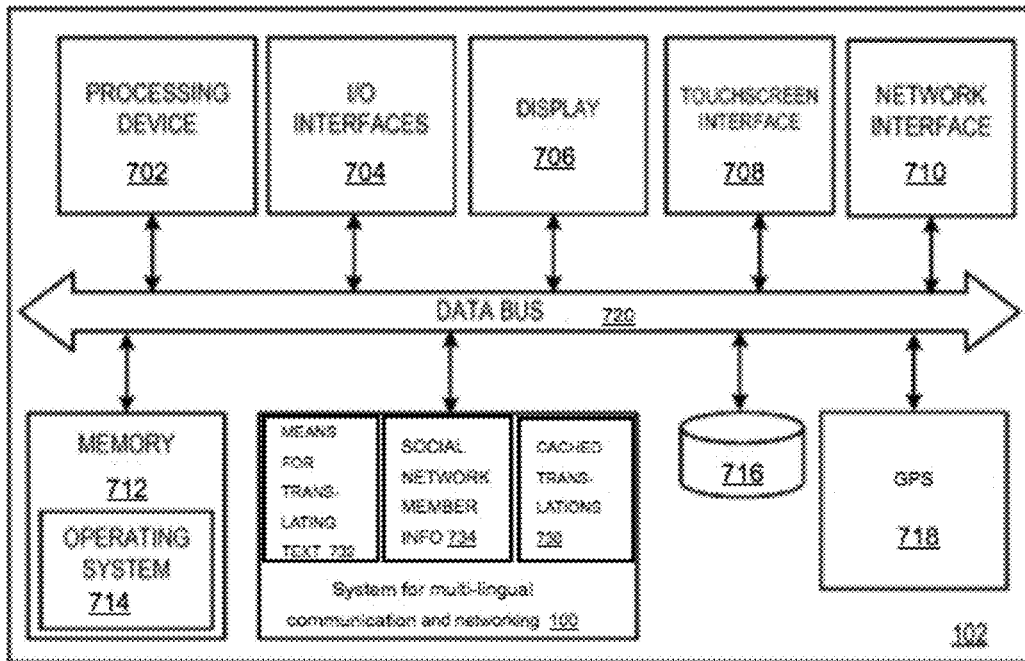 PROCESSING
DEVICE
702
I/O
INTERFACES
704
DISPLAY
706
TOUCHSCREEN
INTERFACE
708
NETWORK
INTERFACE
710
DATA BUS 720
MEMORY
712
OPERATING
SYSTEM
714
MEANS
FOR
TRANS-
LATING
TEXT
SOCIAL
NETWORK
MEMBER
INFO 734
CACHED
TRANS-
LATIONS
System for multi-lingual
communication and networking 100
716
GPS
718
102